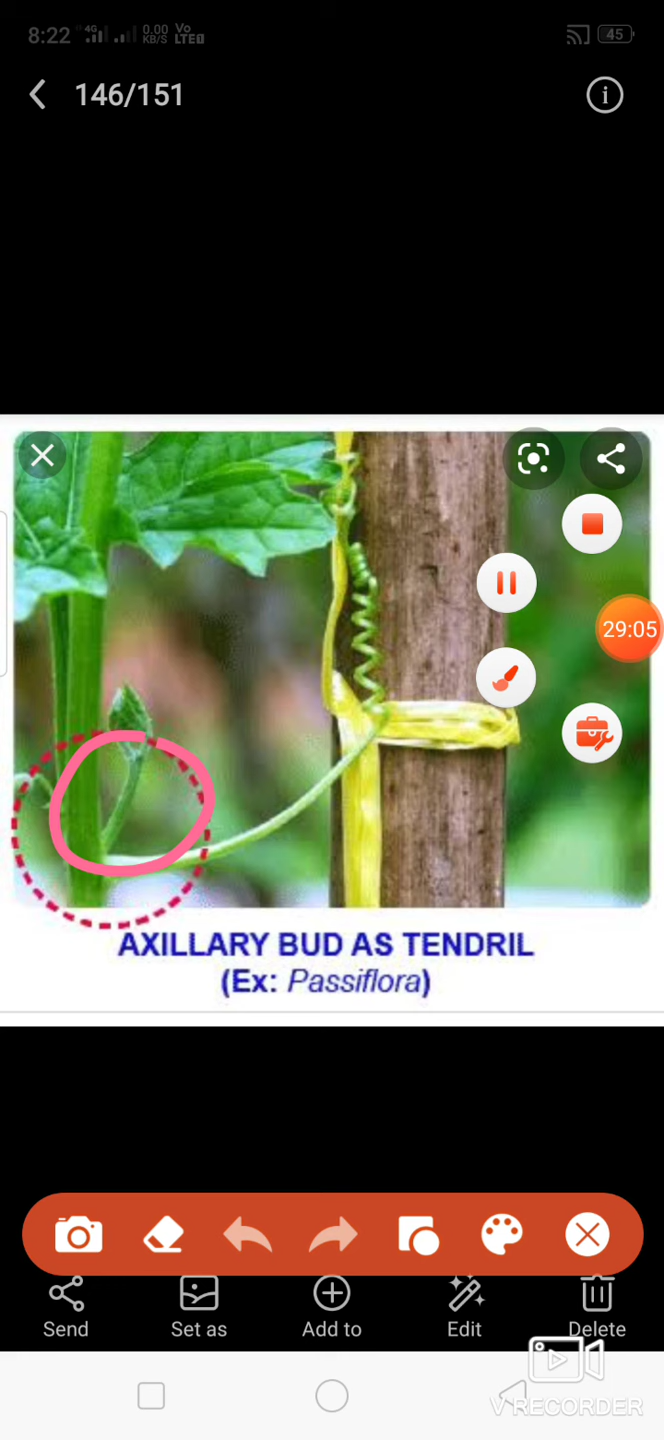 8:22 4G 0.00 KB/S Vo LTE 45
146/151
29:05
AXILLARY BUD AS TENDRIL
(Ex: Passiflora)
Send Set as Add to Edit Delete
V RECORDER